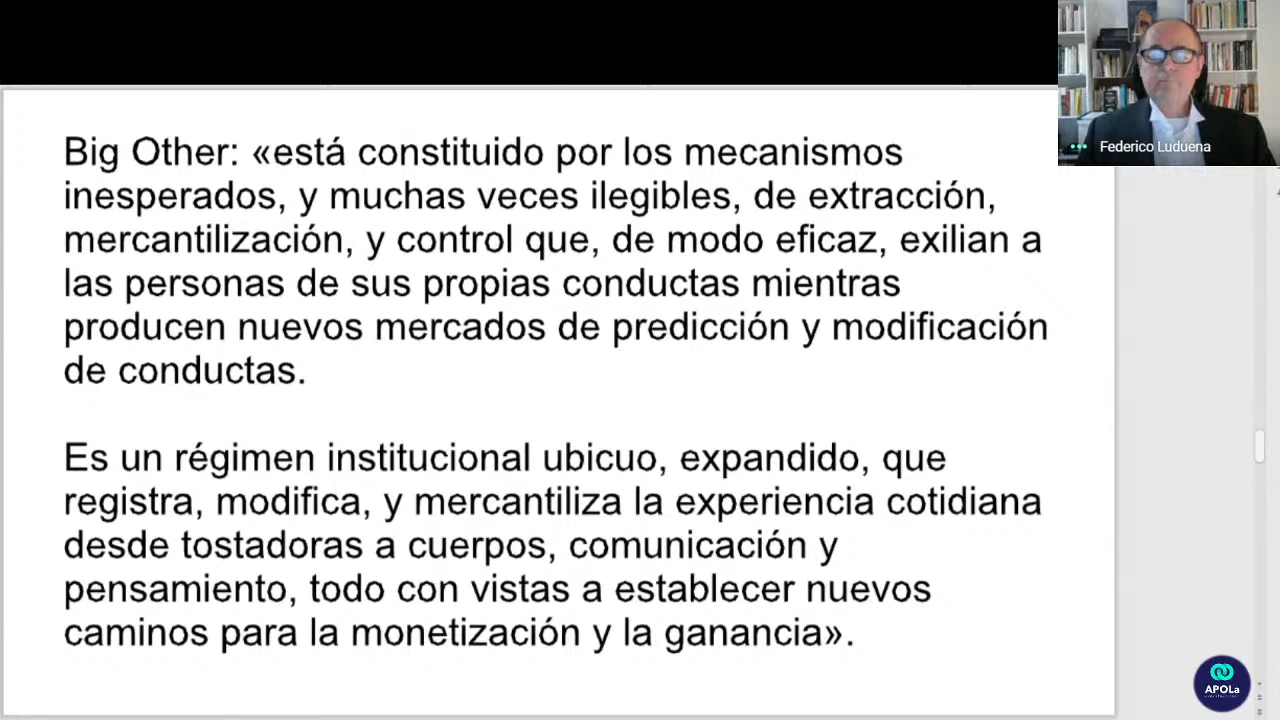 Big Other: «está constituido por los mecanismos
inesperados, y muchas veces ilegibles, de extracción,
mercantilización, y control que, de modo eficaz, exilian a
las personas de sus propias conductas mientras
producen nuevos mercados de predicción y modificación
de conductas.
Es un régimen institucional ubicuo, expandido, que
registra, modifica, y mercantiliza la experiencia cotidiana
desde tostadoras a cuerpos, comunicación y
pensamiento, todo con vistas a establecer nuevos
caminos para la monetización y la ganancia».
Federico Luduena
APOLa